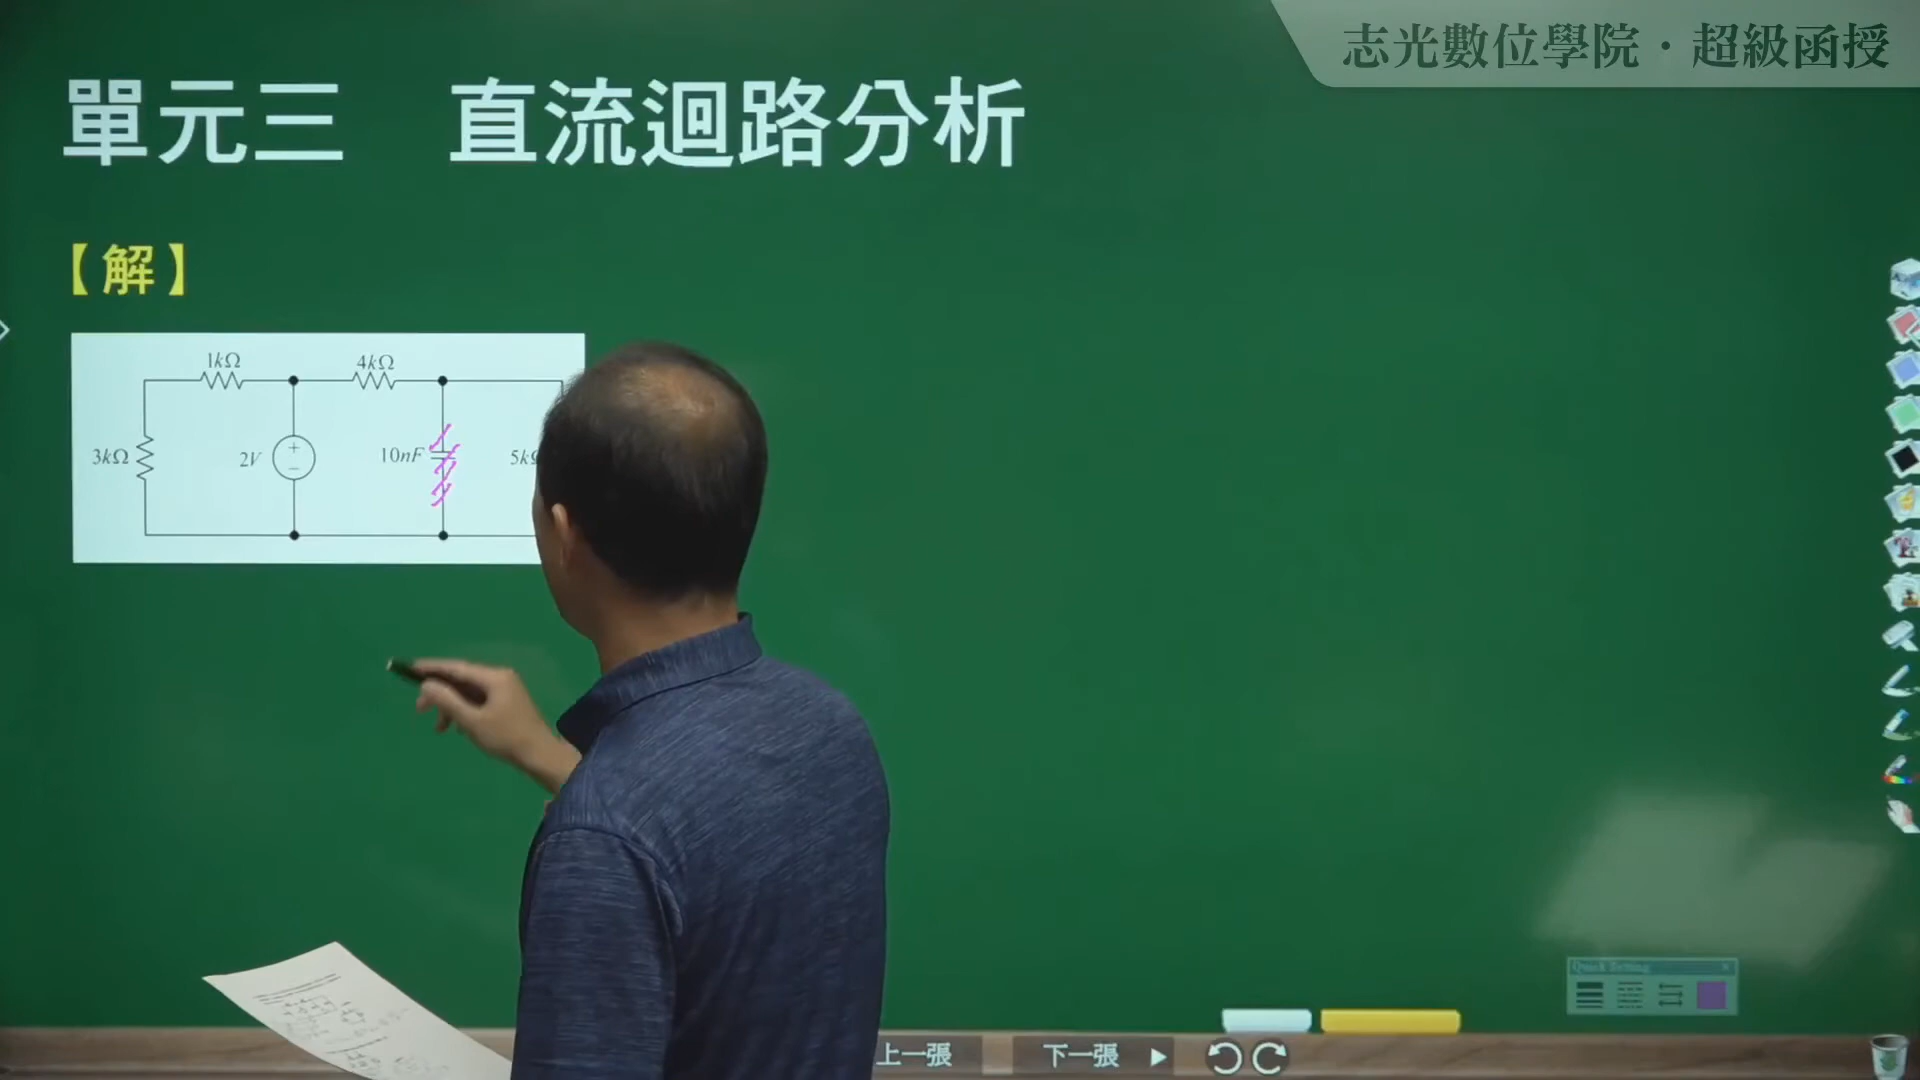 志光數位學院・超級函授
單元三 直流迴路分析
【解】
1kΩ 4kΩ
3kΩ 2V 10nF 5k
上一張 下一張